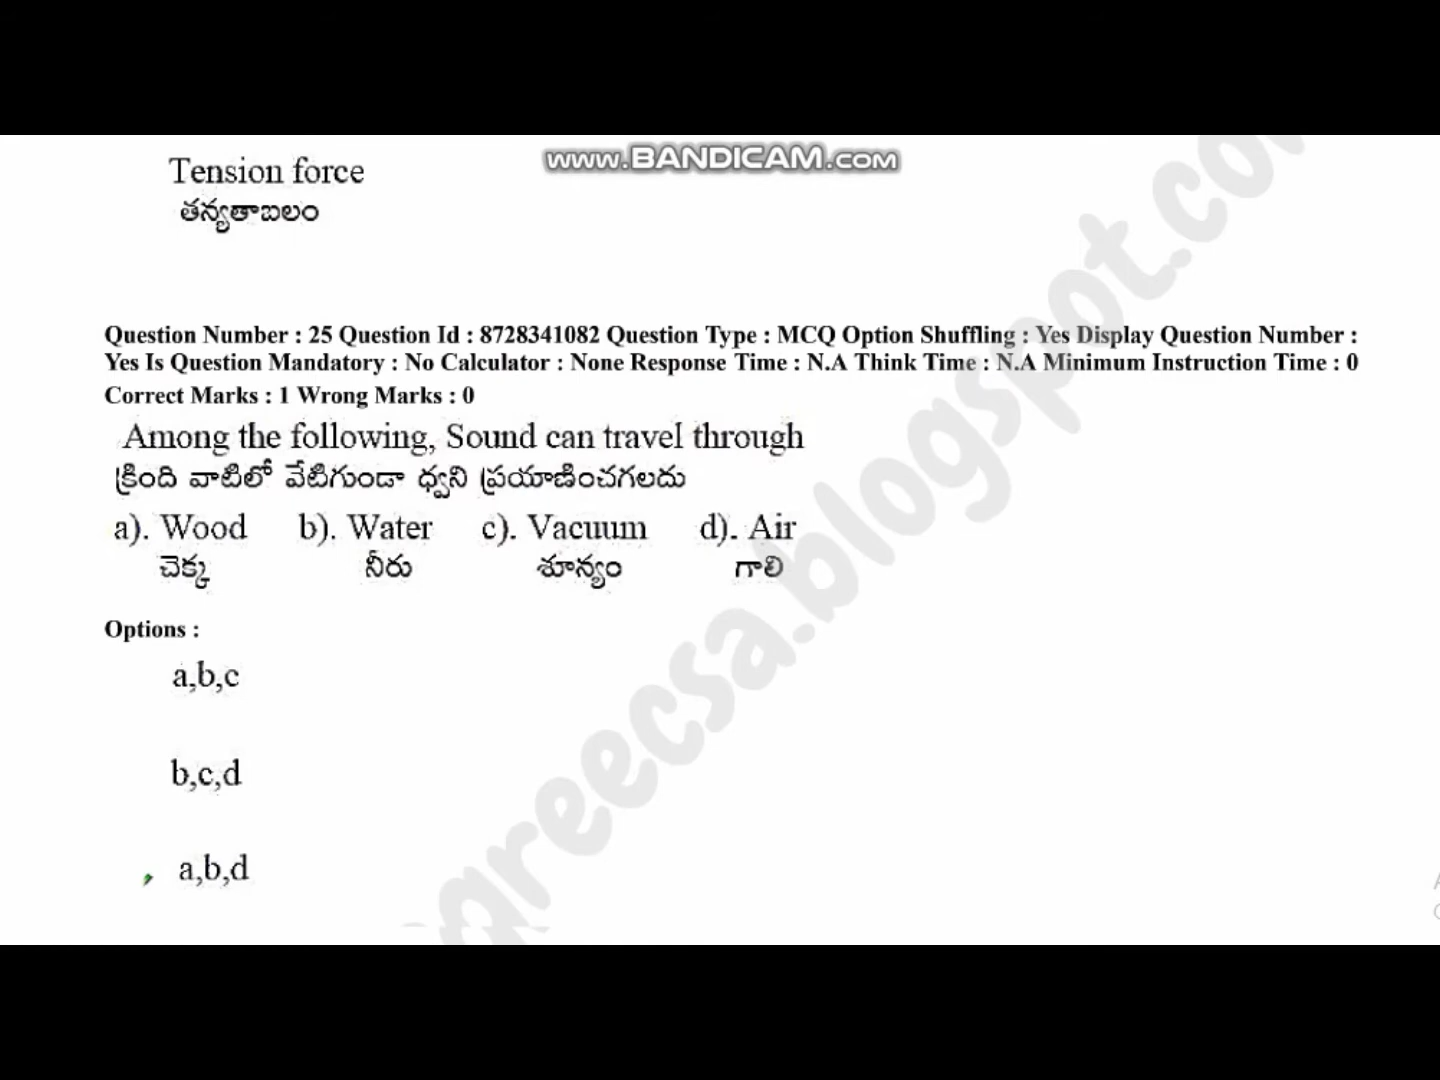 www.BANDICAM.com
Tension force
తన్యతాబలం
Question Number : 25 Question Id : 8728341082 Question Type : MCQ Option Shuffling : Yes Display Question Number :
Yes Is Question Mandatory : No Calculator : None Response Time : N.A Think Time : N.A Minimum Instruction Time : 0
Correct Marks : 1 Wrong Marks : 0
Among the following, Sound can travel through
క్రింది వాటిలో వేటిగుండా ధ్వని ప్రయాణించగలదు
a). Wood b). Water c). Vacuum d). Air
చెక్క నీరు శూన్యం గాలి
Options :
a,b,c
b,c,d
a,b,d